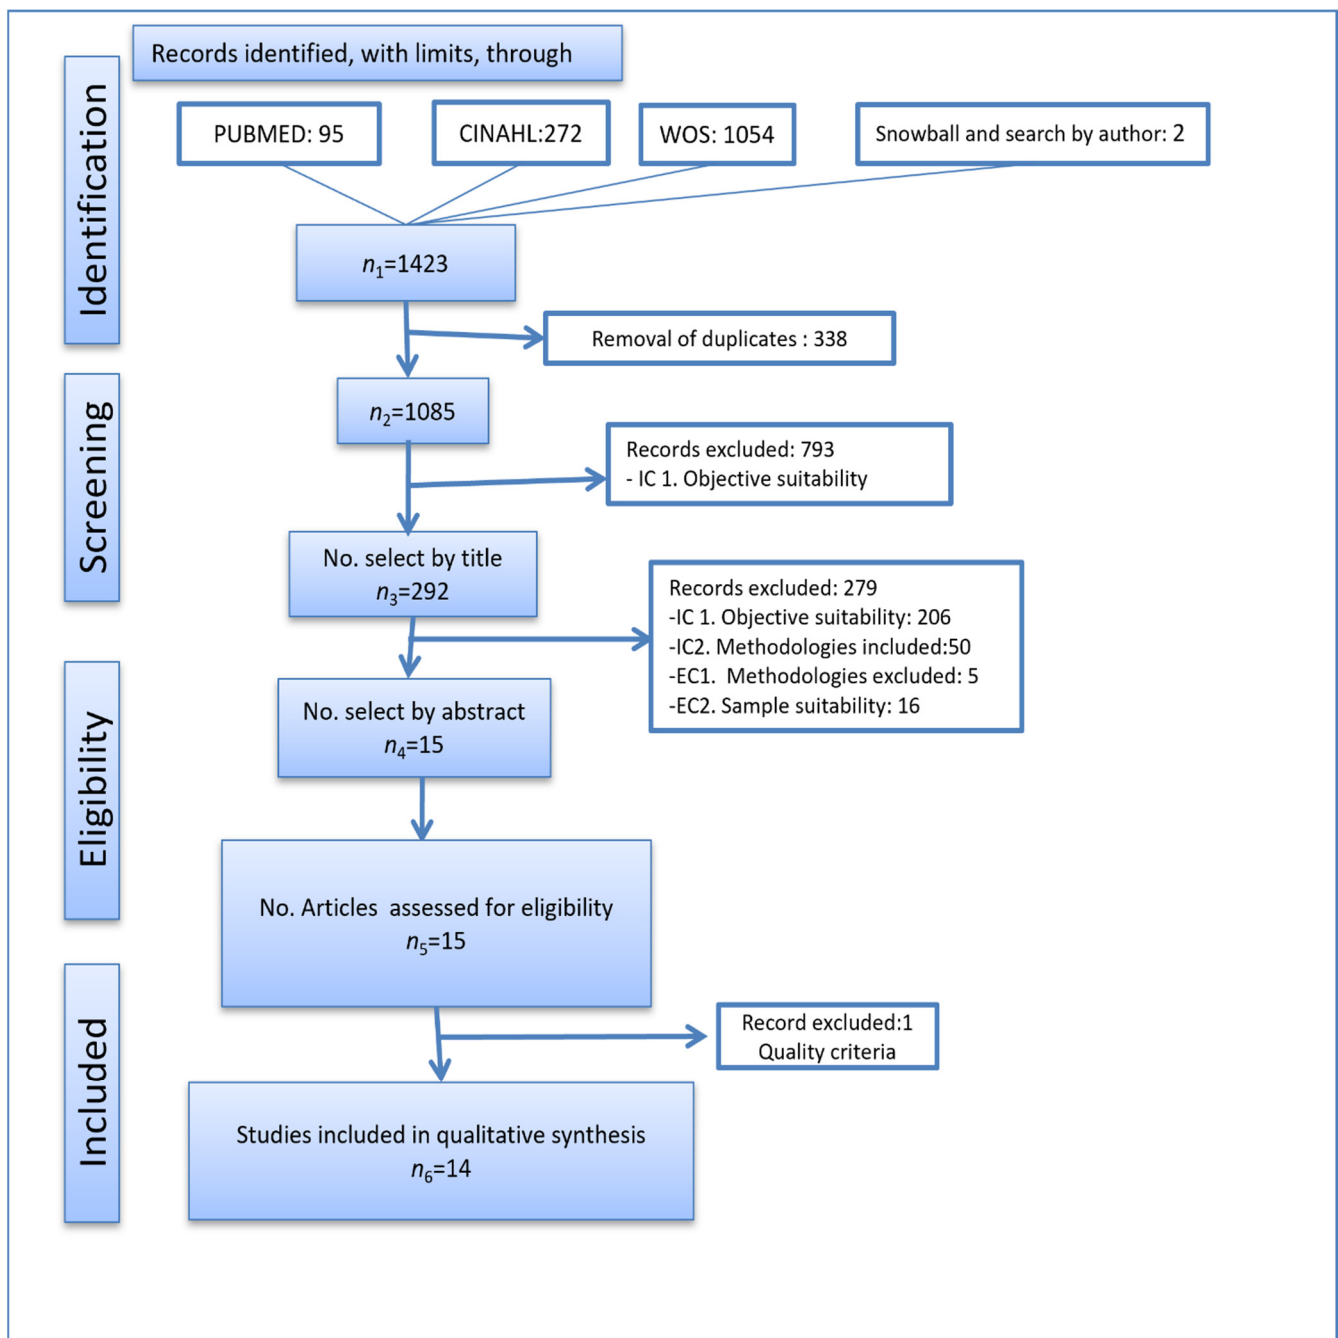 Records identified, with limits, through
Identification
PUBMED: 95
CINAHL:272
WOS: 1054
Snowball and search by author: 2
n₁=1423
Removal of duplicates : 338
Screening
n₂=1085
Records excluded: 793
- IC 1. Objective suitability
No. select by title
n₃=292
Records excluded: 279
-IC 1. Objective suitability: 206
-IC2. Methodologies included:50
-EC1.  Methodologies excluded: 5
-EC2. Sample suitability: 16
Eligibility
No. select by abstract
n₄=15
No. Articles  assessed for eligibility
n₅=15
Included
Record excluded:1
Quality criteria
Studies included in qualitative synthesis
n₆=14